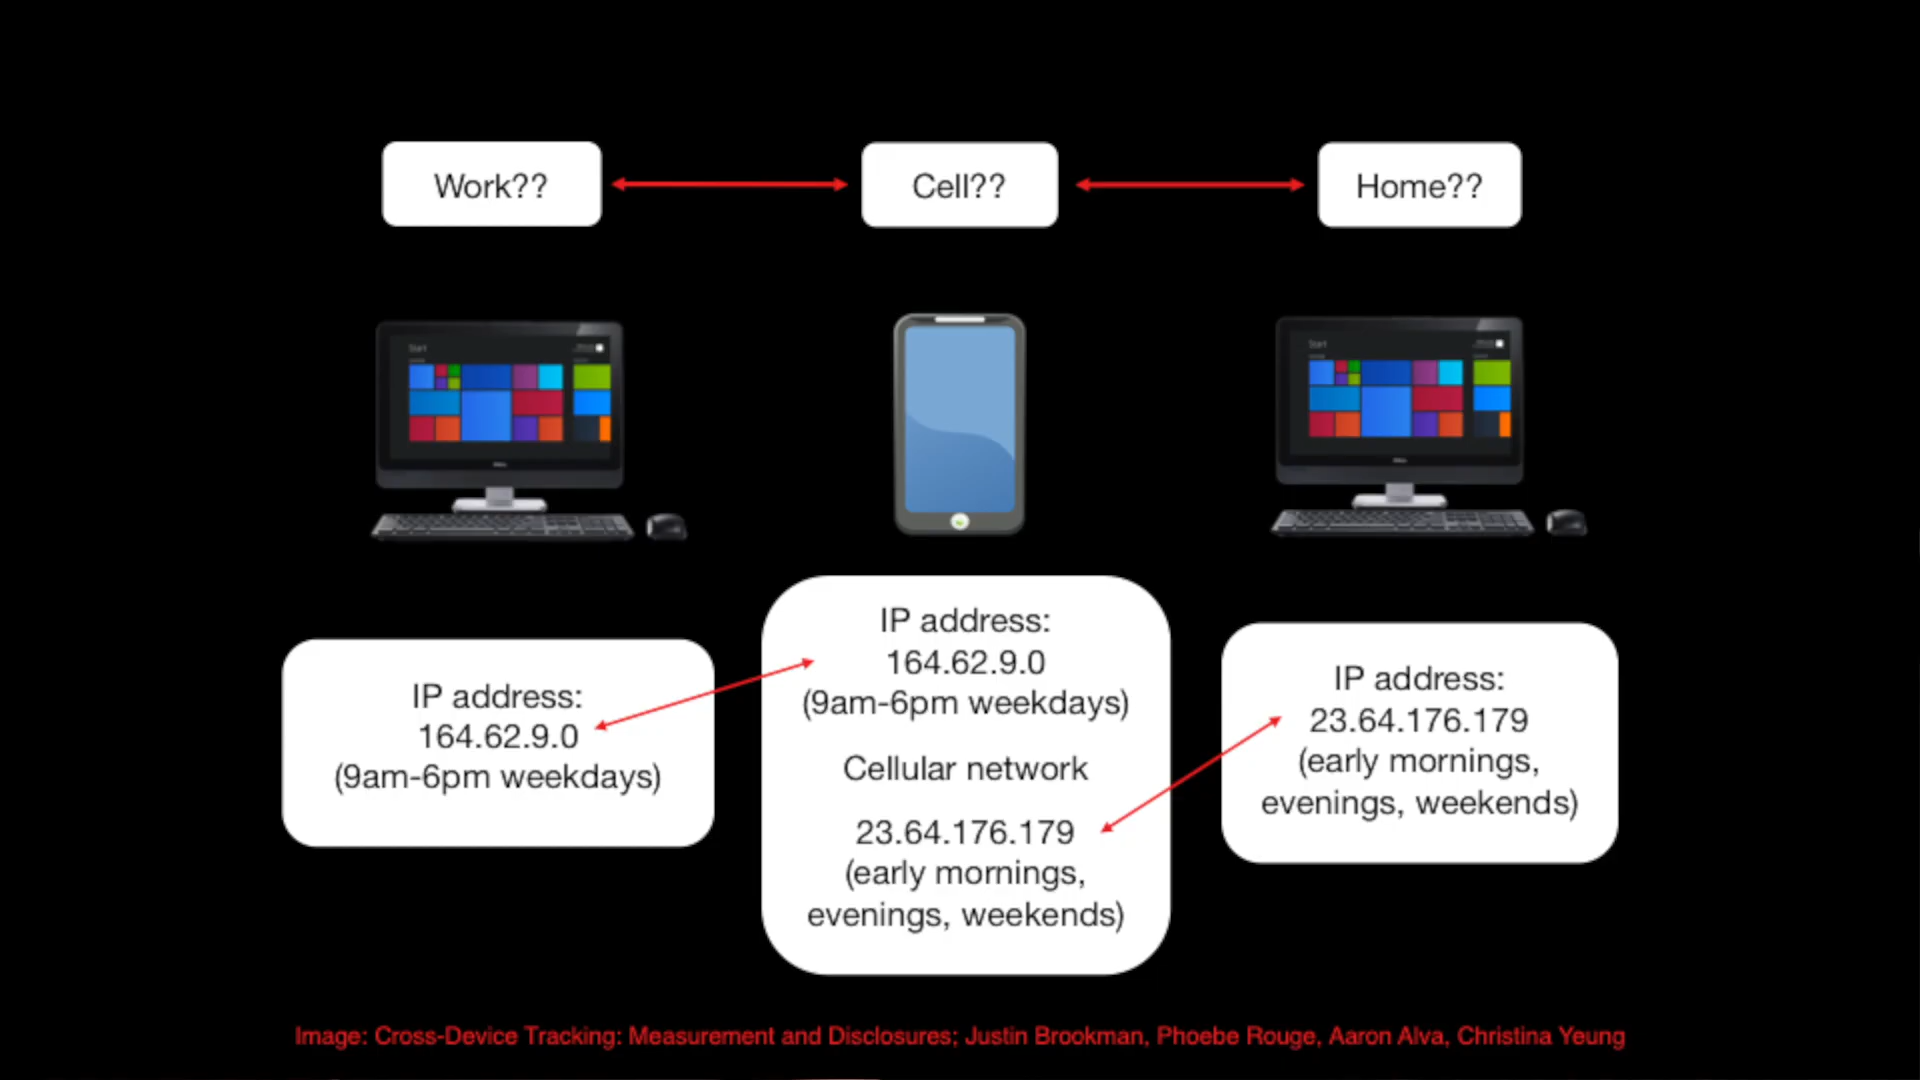 Work??
Cell??
Home??
Start
Start
IP address:
164.62.9.0
(9am-6pm weekdays)
IP address:
164.62.9.0
(9am-6pm weekdays)
Cellular network
23.64.176.179
(early mornings,
evenings, weekends)
IP address:
23.64.176.179
(early mornings,
evenings, weekends)
Image: Cross-Device Tracking: Measurement and Disclosures; Justin Brookman, Phoebe Rouge, Aaron Alva, Christina Yeung